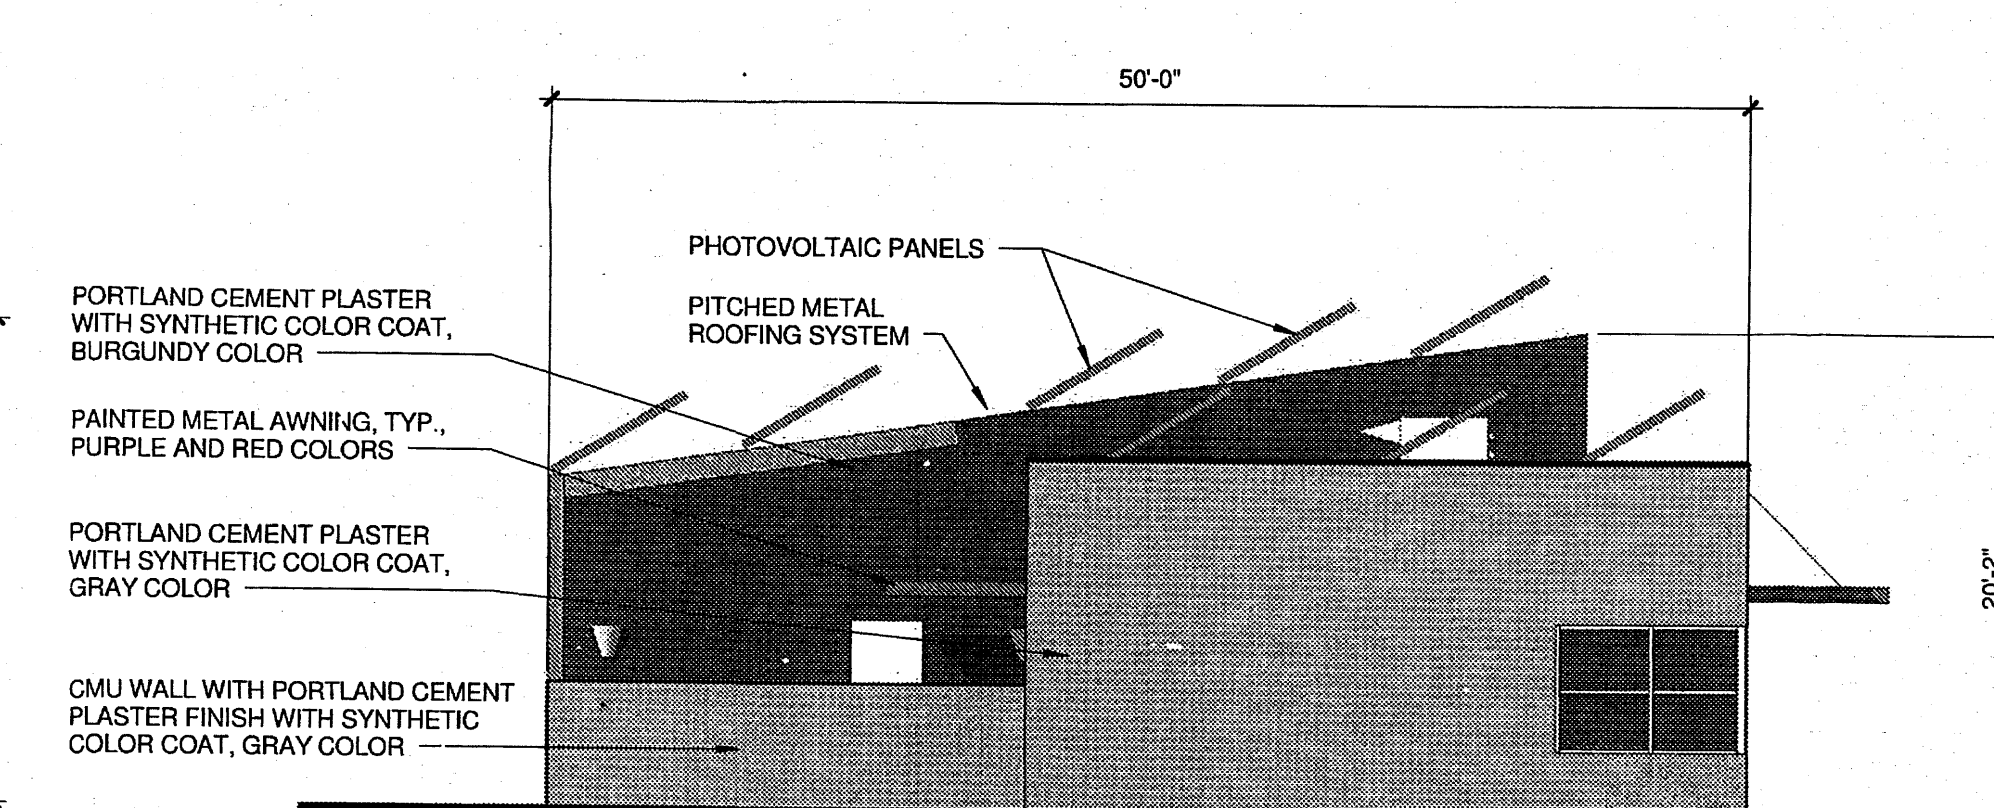 50'-0"
PHOTOVOLTAIC PANELS
PITCHED METAL
ROOFING SYSTEM
PORTLAND CEMENT PLASTER
WITH SYNTHETIC COLOR COAT,
BURGUNDY COLOR
PAINTED METAL AWNING, TYP.,
PURPLE AND RED COLORS
PORTLAND CEMENT PLASTER
WITH SYNTHETIC COLOR COAT,
GRAY COLOR
CMU WALL WITH PORTLAND CEMENT
PLASTER FINISH WITH SYNTHETIC
COLOR COAT, GRAY COLOR
20'-2"